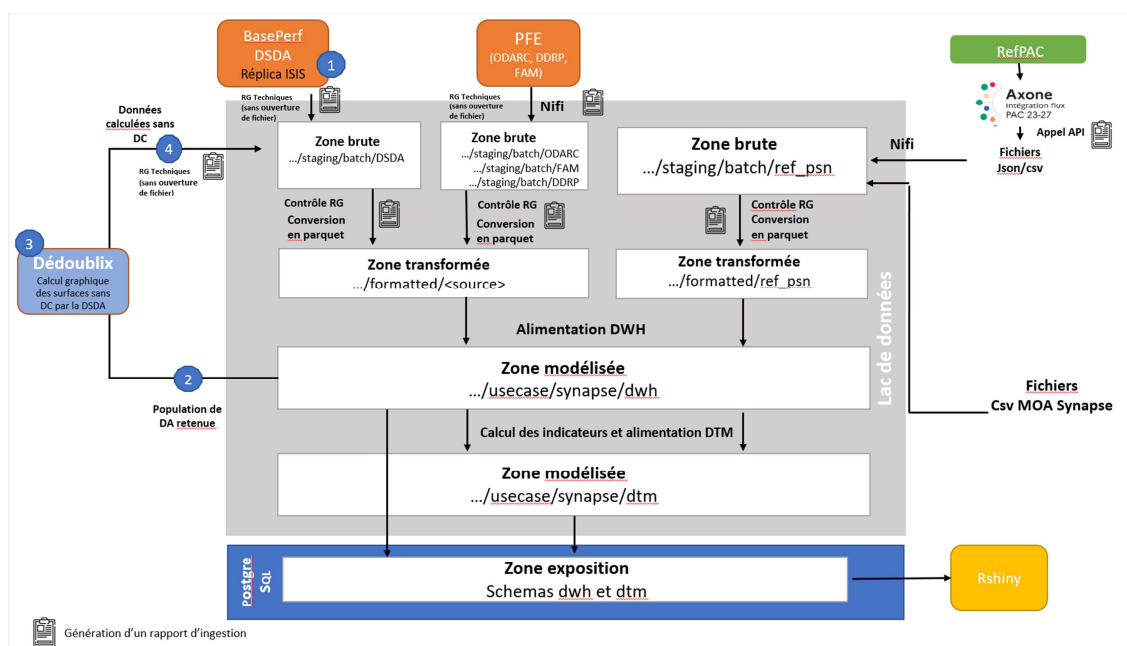 BasePerf
DSDA
Réplica ISIS
1
PFE
(ODARC, DDRP,
FAM)
RefPAC
Axone
Intégration flux
PAC 23-27
Appel API
Fichiers
Json/csv
Nifi
RG Techniques
(sans ouverture
de fichier)
RG Techniques
(sans ouverture
de fichier)
Nifi
Données
calculées sans
DC
4
RG Techniques
(sans ouverture
de fichier)
Zone brute
.../staging/batch/DSDA
Zone brute
.../staging/batch/ODARC
.../staging/batch/FAM
.../staging/batch/DDRP
Zone brute
.../staging/batch/ref_psn
Contrôle RG
Conversion
en parquet
Contrôle RG
Conversion
en parquet
Contrôle RG
Conversion
en parquet
3
Dédoublix
Calcul graphique
des surfaces sans
DC par la DSDA
Zone transformée
.../formatted/<source>
Zone transformée
.../formatted/ref_psn
Alimentation DWH
Lac de données
2
Population de
DA retenue
Zone modélisée
.../usecase/synapse/dwh
Fichiers
Csv MOA Synapse
Calcul des indicateurs et alimentation DTM
Zone modélisée
.../usecase/synapse/dtm
Postgre
SQL
Zone exposition
Schemas dwh et dtm
Rshiny
Génération d'un rapport d'ingestion